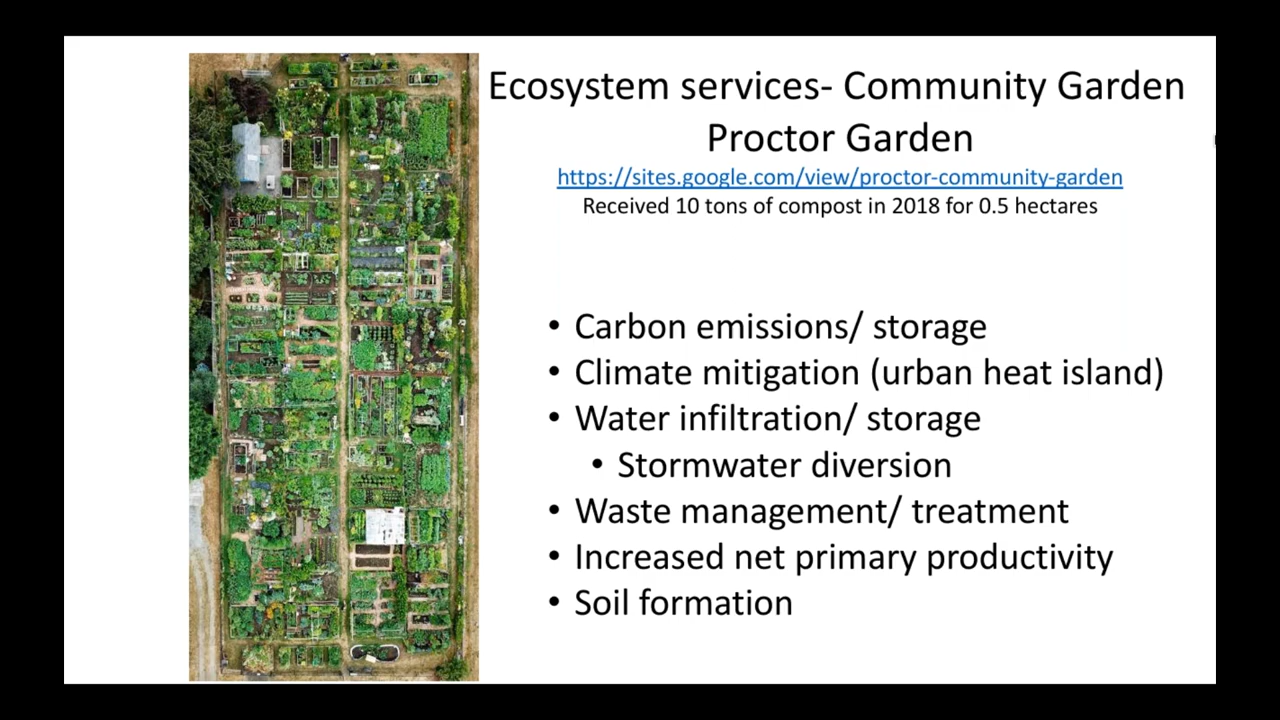 Ecosystem services- Community Garden
Proctor Garden
https://sites.google.com/view/proctor-community-garden
Received 10 tons of compost in 2018 for 0.5 hectares
• Carbon emissions/ storage
• Climate mitigation (urban heat island)
• Water infiltration/ storage
• Stormwater diversion
• Waste management/ treatment
• Increased net primary productivity
• Soil formation